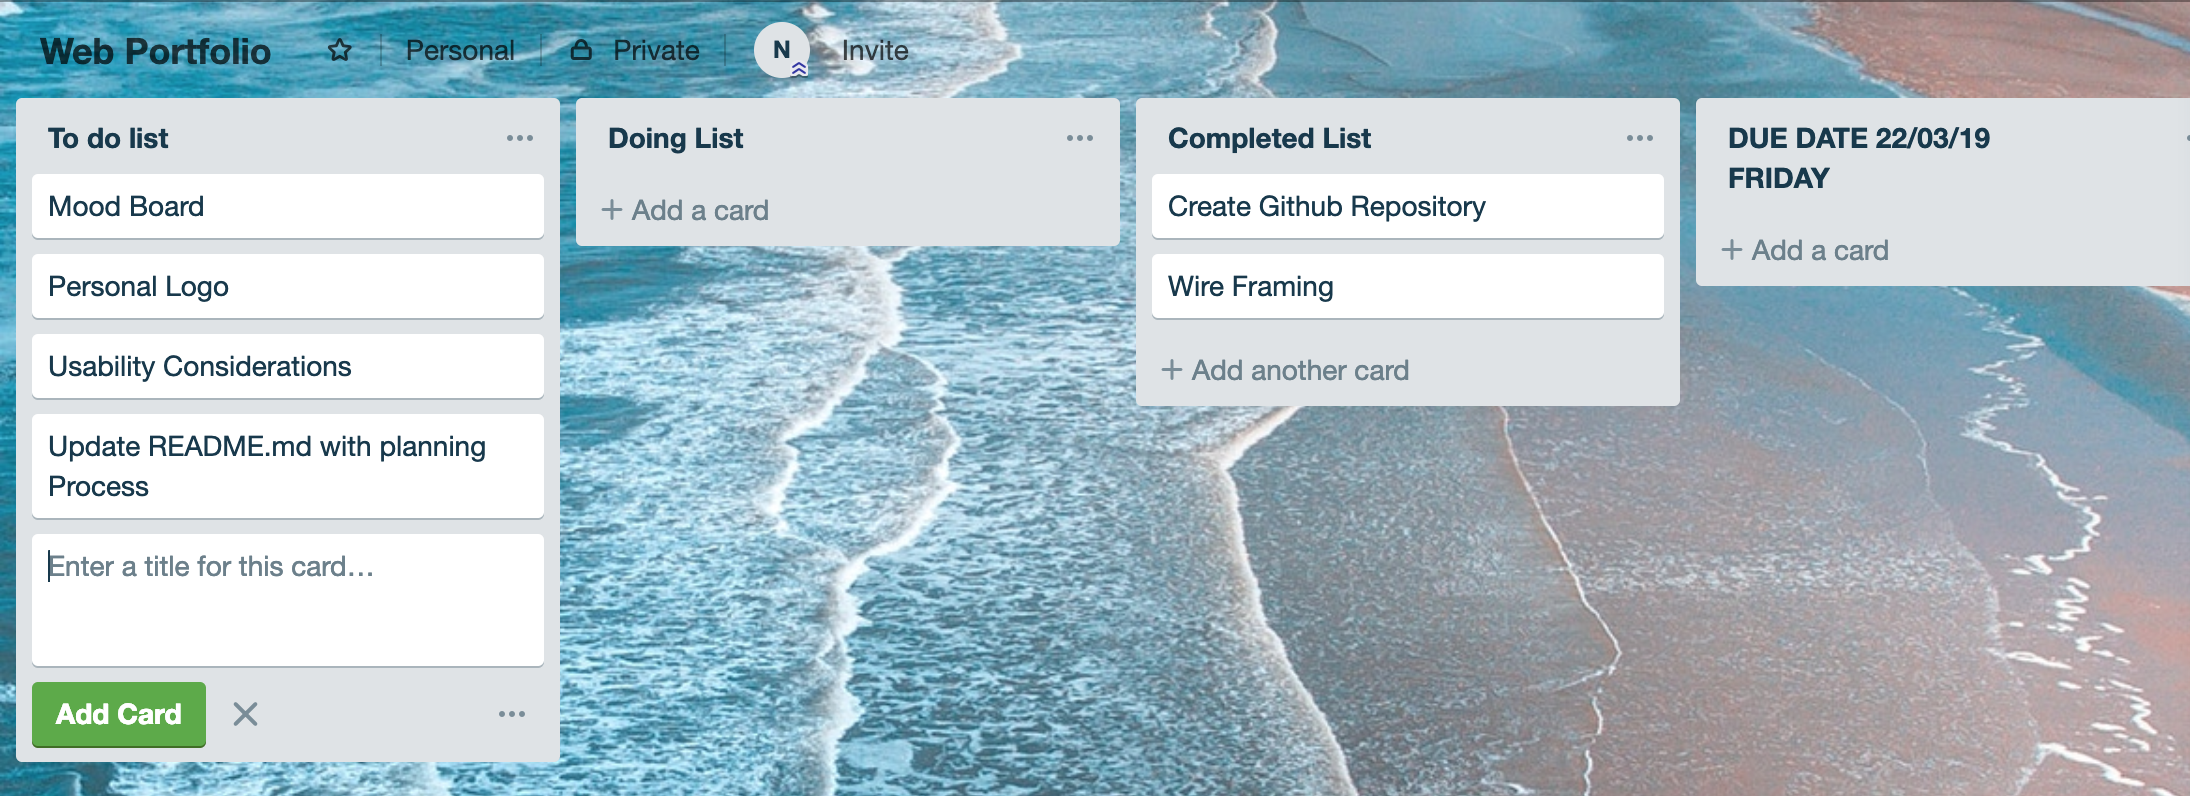 Web Portfolio
Personal
Private
N
Invite
To do list
Mood Board
Personal Logo
Usability Considerations
Update README.md with planning
Process
Enter a title for this card...
Add Card
Doing List
+ Add a card
Completed List
Create Github Repository
Wire Framing
+ Add another card
DUE DATE 22/03/19
FRIDAY
+ Add a card